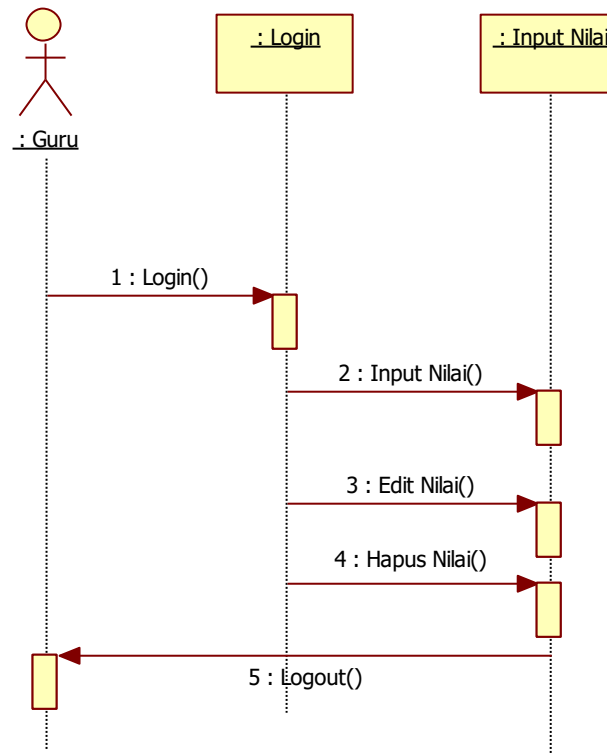 : Login
: Input Nilai
: Guru
1 : Login()
2 : Input Nilai()
3 : Edit Nilai()
4 : Hapus Nilai()
5 : Logout()